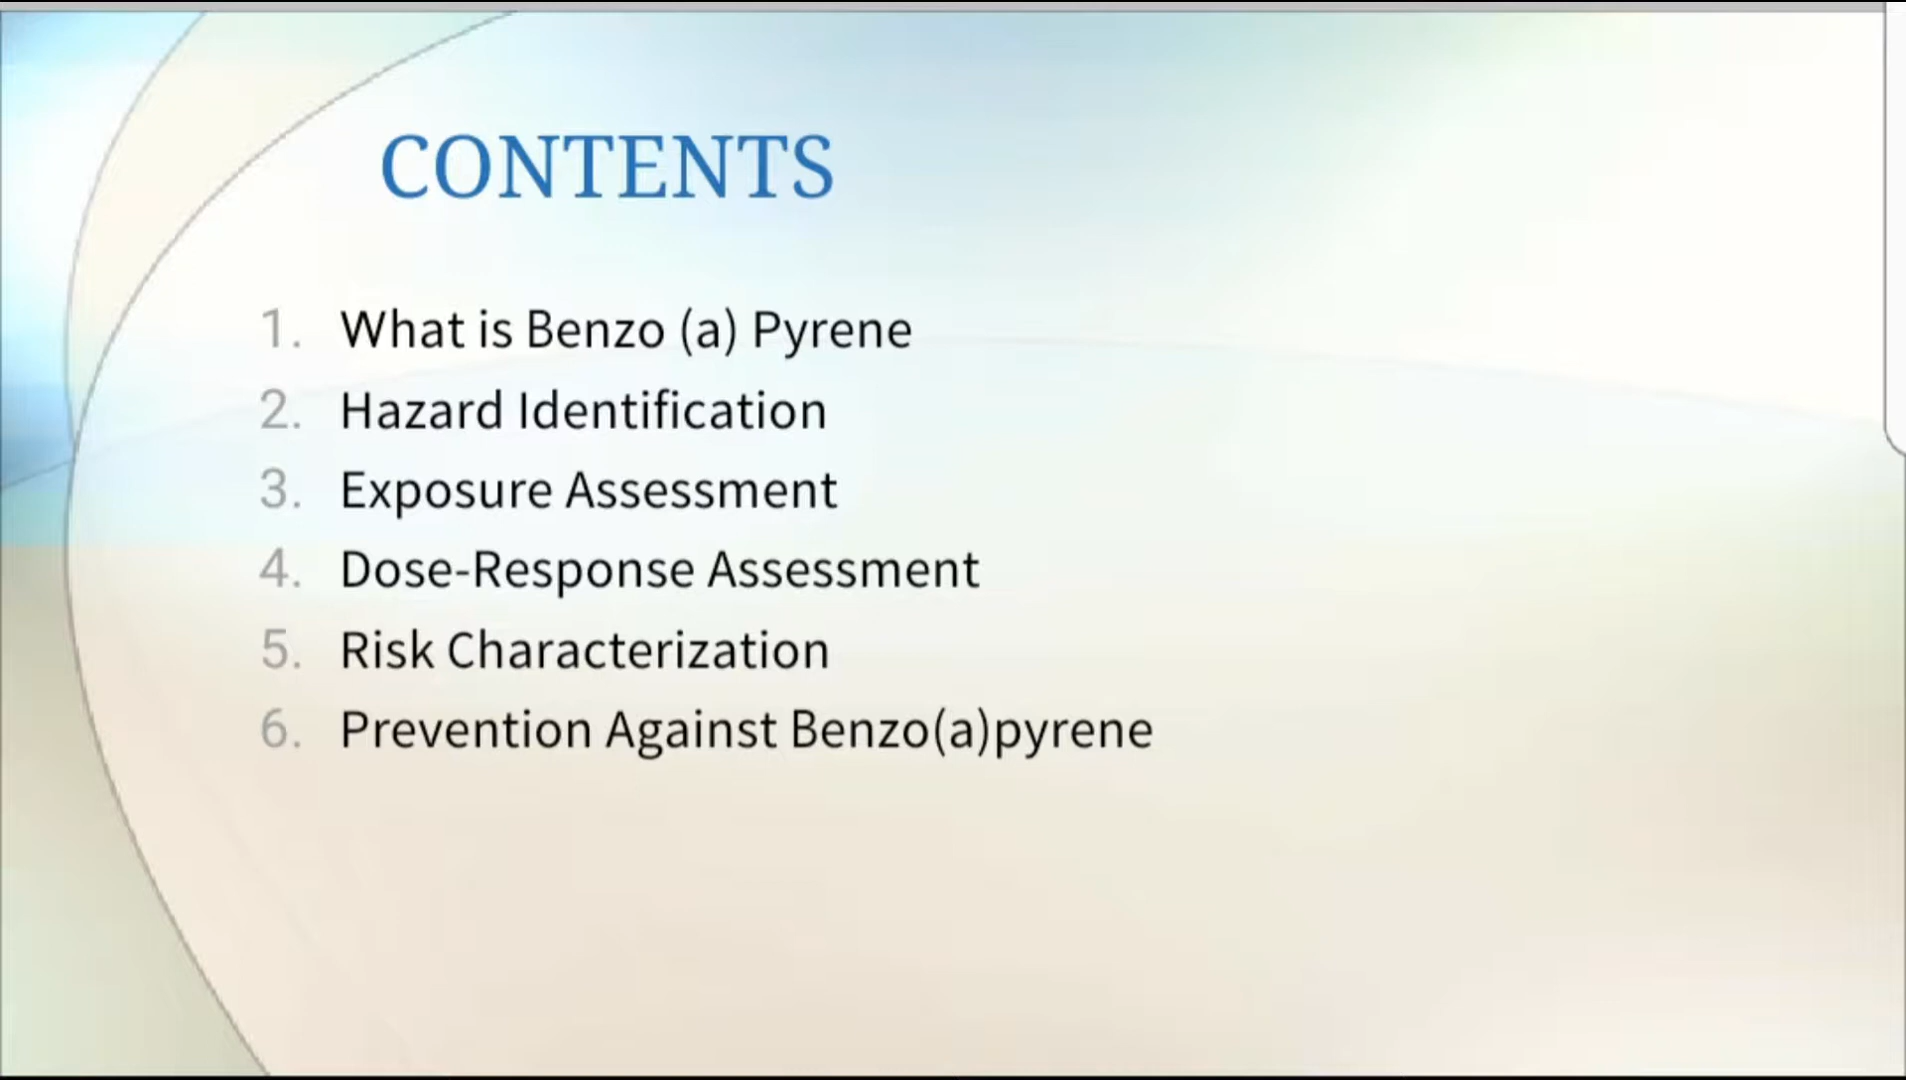 CONTENTS
1. What is Benzo (a) Pyrene
2. Hazard Identification
3. Exposure Assessment
4. Dose-Response Assessment
5. Risk Characterization
6. Prevention Against Benzo(a)pyrene